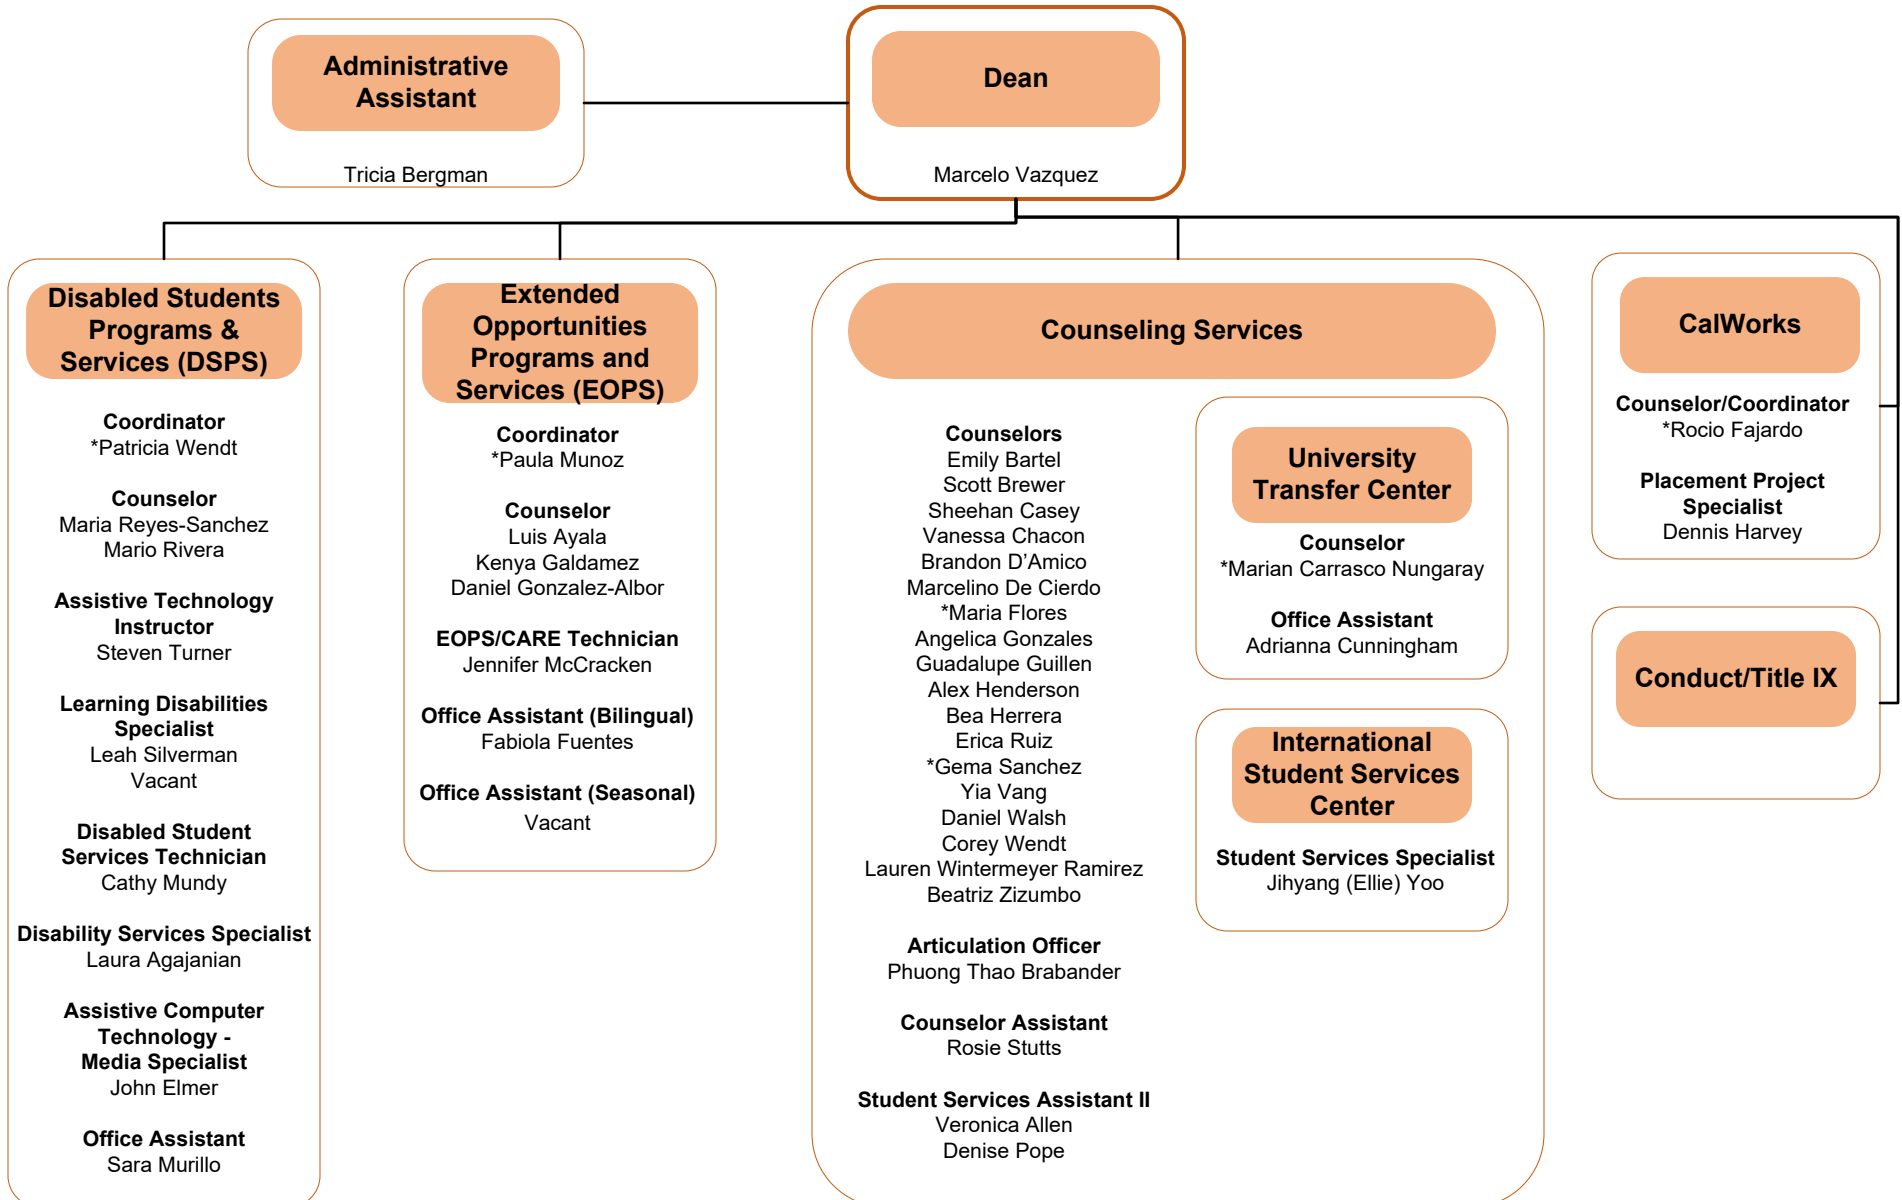 Administrative
Assistant
Tricia Bergman
Dean
Marcelo Vazquez
Disabled Students
Programs &
Services (DSPS)
Coordinator
*Patricia Wendt
Counselor
Maria Reyes-Sanchez
Mario Rivera
Assistive Technology
Instructor
Steven Turner
Learning Disabilities
Specialist
Leah Silverman
Vacant
Disabled Student
Services Technician
Cathy Mundy
Disability Services Specialist
Laura Agajanian
Assistive Computer
Technology -
Media Specialist
John Elmer
Office Assistant
Sara Murillo
Extended
Opportunities
Programs and
Services (EOPS)
Coordinator
*Paula Munoz
Counselor
Luis Ayala
Kenya Galdamez
Daniel Gonzalez-Albor
EOPS/CARE Technician
Jennifer McCracken
Office Assistant (Bilingual)
Fabiola Fuentes
Office Assistant (Seasonal)
Vacant
Counseling Services
Counselors
Emily Bartel
Scott Brewer
Sheehan Casey
Vanessa Chacon
Brandon D’Amico
Marcelino De Cierdo
*Maria Flores
Angelica Gonzales
Guadalupe Guillen
Alex Henderson
Bea Herrera
Erica Ruiz
*Gema Sanchez
Yia Vang
Daniel Walsh
Corey Wendt
Lauren Wintermeyer Ramirez
Beatriz Zizumbo
Articulation Officer
Phuong Thao Brabander
Counselor Assistant
Rosie Stutts
Student Services Assistant II
Veronica Allen
Denise Pope
University
Transfer Center
Counselor
*Marian Carrasco Nungaray
Office Assistant
Adrianna Cunningham
International
Student Services
Center
Student Services Specialist
Jihyang (Ellie) Yoo
CalWorks
Counselor/Coordinator
*Rocio Fajardo
Placement Project
Specialist
Dennis Harvey
Conduct/Title IX